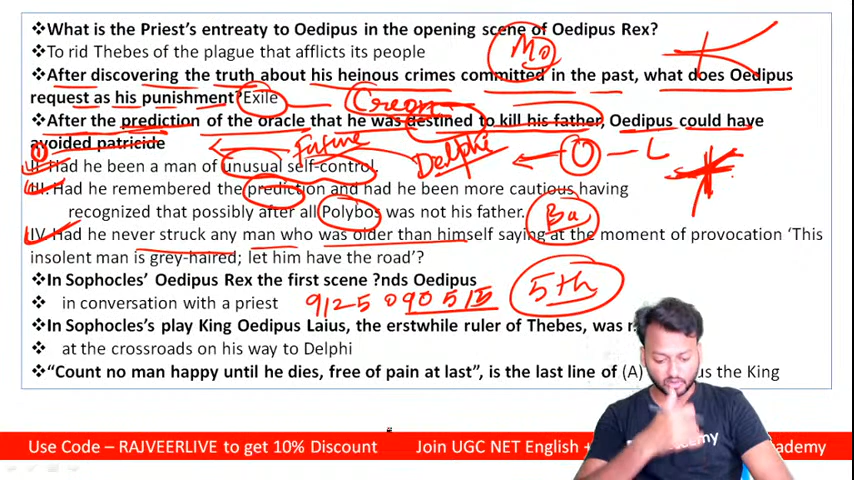 ❖What is the Priest's entreaty to Oedipus in the opening scene of Oedipus Rex?
❖To rid Thebes of the plague that afflicts its people
Mo
❖After discovering the truth about his heinous crimes committed in the past, what does Oedipus
request as his punishment? Exile
Creon
❖After the prediction of the oracle that he was destined to kill his father, Oedipus could have
avoided patricide
Future
Delphi
O - L
II. Had he been a man of unusual self-control.
III. Had he remembered the prediction and had he been more cautious having
recognized that possibly after all Polybos was not his father.
Ba
IV. Had he never struck any man who was older than himself saying at the moment of provocation 'This
insolent man is grey-haired; let him have the road'?
❖In Sophocles' Oedipus Rex the first scene ?nds Oedipus
❖ in conversation with a priest
9125 0905
5th
❖In Sophocles's play King Oedipus Laius, the erstwhile ruler of Thebes, was
❖ at the crossroads on his way to Delphi
❖"Count no man happy until he dies, free of pain at last", is the last line of (A) us the King
Use Code – RAJVEERLIVE to get 10% Discount
Join UGC NET English + ademy